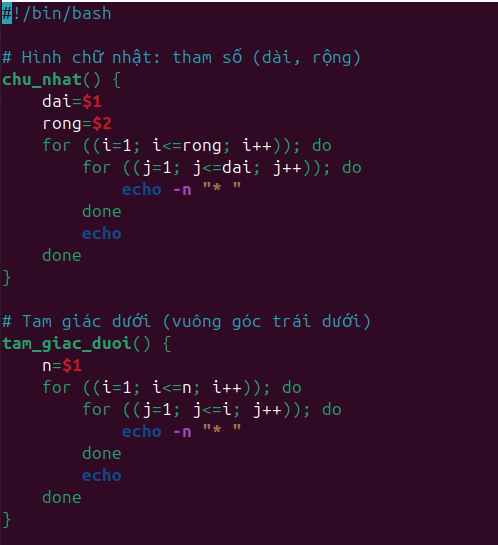 #!/bin/bash

# Hình chữ nhật: tham số (dài, rộng)
chu_nhat() {
    dai=$1
    rong=$2
    for ((i=1; i<=rong; i++)); do
        for ((j=1; j<=dai; j++)); do
            echo -n "* "
        done
        echo
    done
}

# Tam giác dưới (vuông góc trái dưới)
tam_giac_duoi() {
    n=$1
    for ((i=1; i<=n; i++)); do
        for ((j=1; j<=i; j++)); do
            echo -n "* "
        done
        echo
    done
}